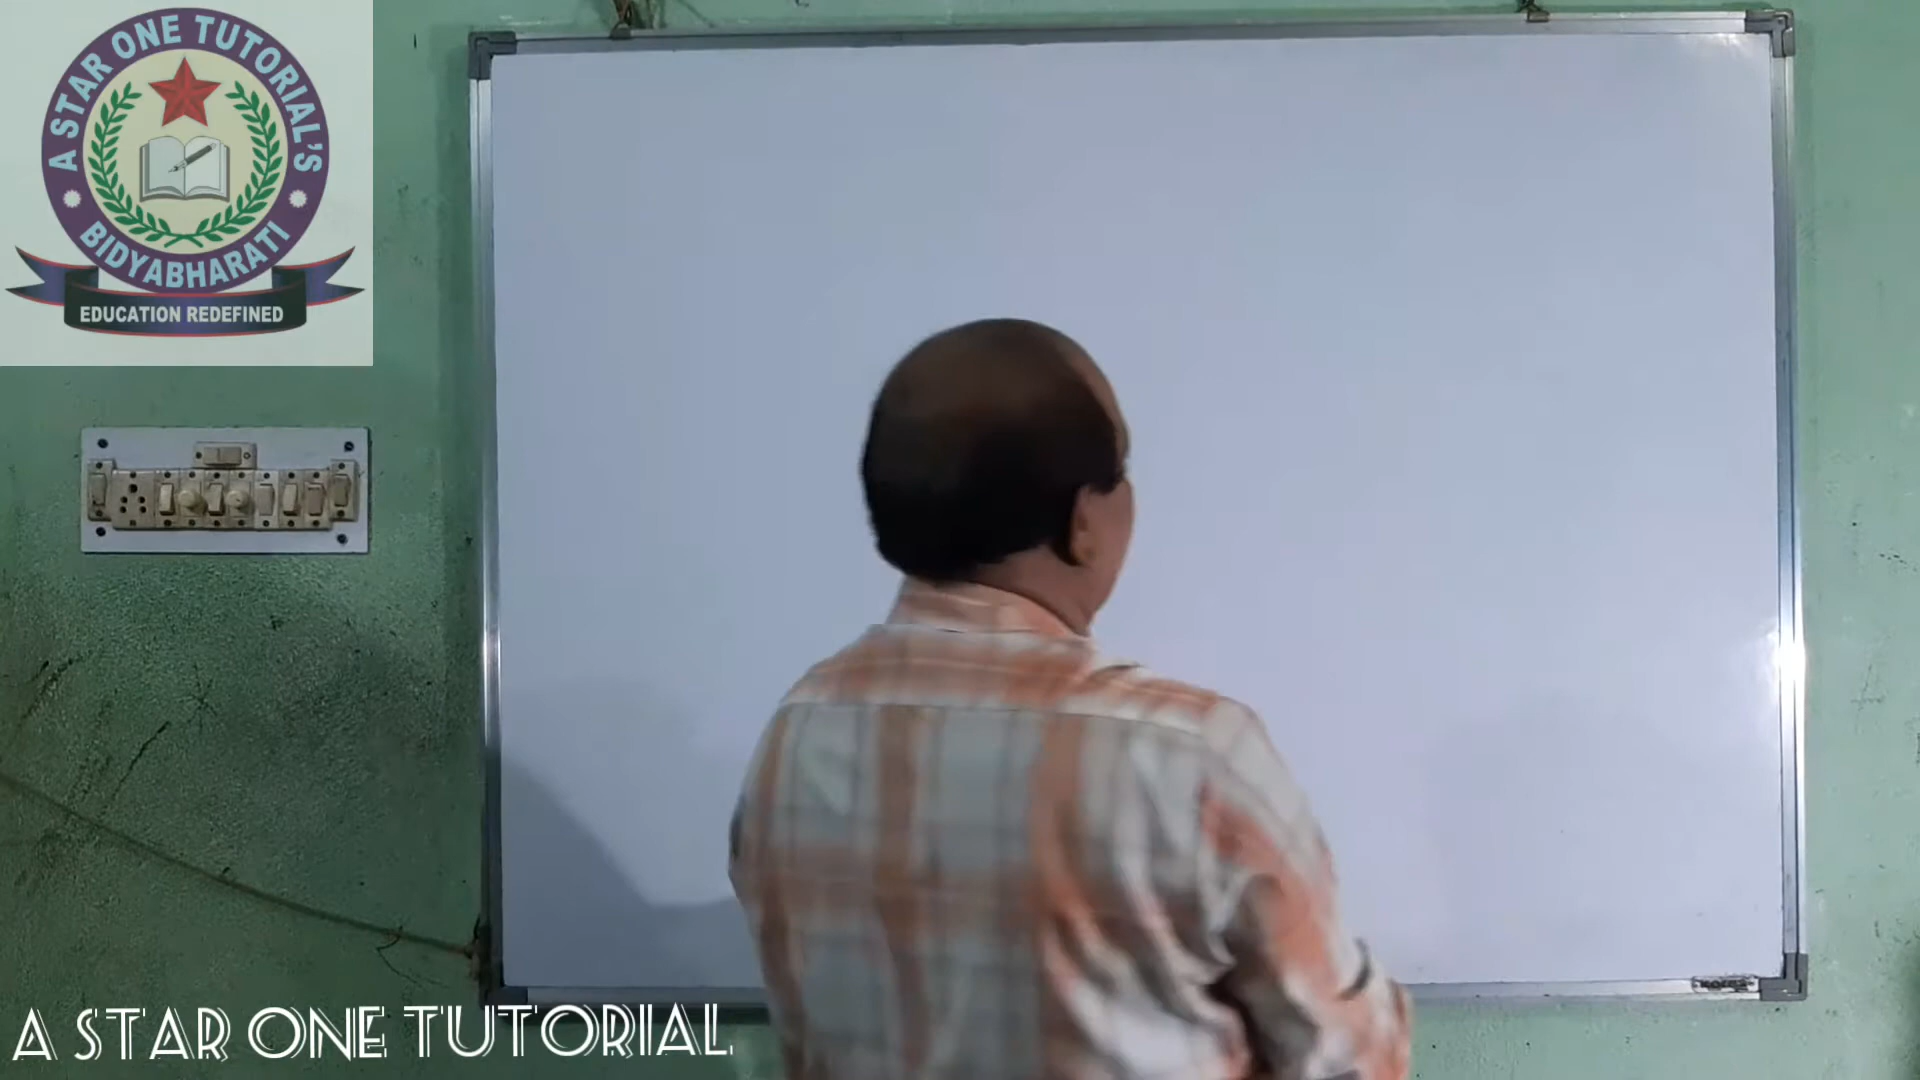 A STAR ONE TUTORIAL'S
BIDYABHARATI
EDUCATION REDEFINED
A STAR ONE TUTORIAL